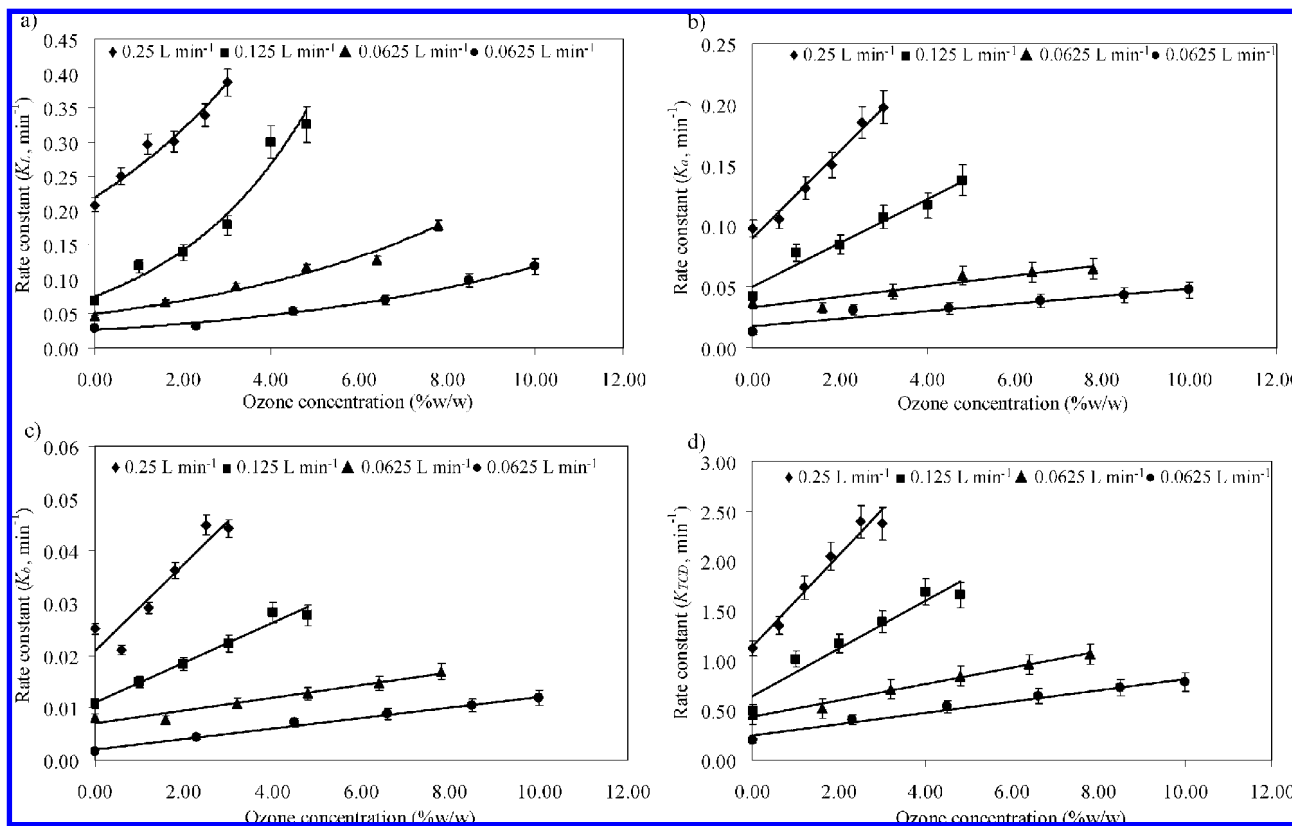 a)
0.25 L min-1 0.125 L min-1 0.0625 L min-1 0.0625 L min-1
Rate constant (KL, min-1)
0.45
0.40
0.35
0.30
0.25
0.20
0.15
0.10
0.05
0.00
0.00 2.00 4.00 6.00 8.00 10.00 12.00
Ozone concentration (%w/w)
b)
0.25 L min-1 0.125 L min-1 0.0625 L min-1 0.0625 L min-1
Rate constant (Ka, min-1)
0.25
0.20
0.15
0.10
0.05
0.00
0.00 2.00 4.00 6.00 8.00 10.00 12.00
Ozone concentration (%w/w)
c)
0.25 L min-1 0.125 L min-1 0.0625 L min-1 0.0625 L min-1
Rate constant (Kb, min-1)
0.06
0.05
0.04
0.03
0.02
0.01
0.00
0.00 2.00 4.00 6.00 8.00 10.00 12.00
Ozone concentration (%w/w)
d)
0.25 L min-1 0.125 L min-1 0.0625 L min-1 0.0625 L min-1
Rate constant (KTCD, min-1)
3.00
2.50
2.00
1.50
1.00
0.50
0.00
0.00 2.00 4.00 6.00 8.00 10.00 12.00
Ozone concentration (%w/w)